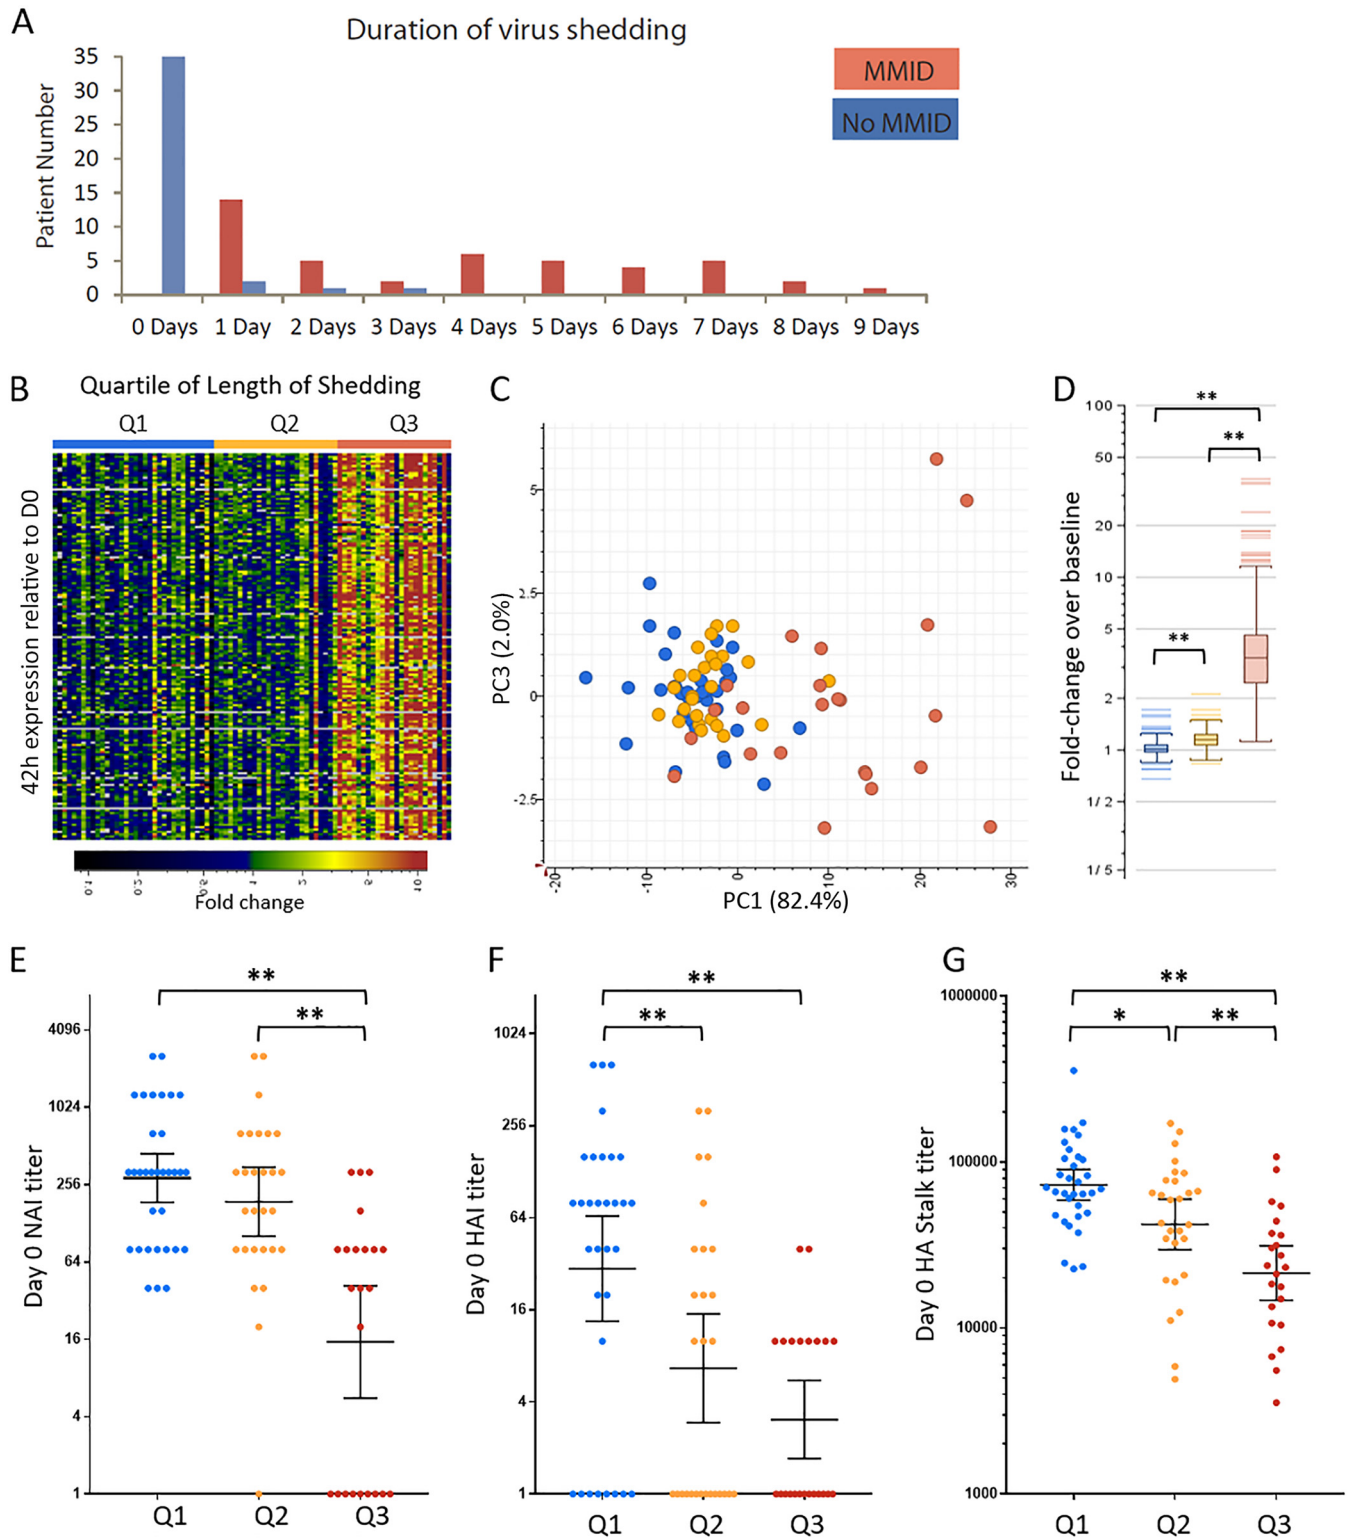 A
Duration of virus shedding
MMID
No MMID
Patient Number
35
30
25
20
15
10
5
0
0 Days 1 Day 2 Days 3 Days 4 Days 5 Days 6 Days 7 Days 8 Days 9 Days
B
Quartile of Length of Shedding
Q1 Q2 Q3
42h expression relative to D0
Fold change
C
PC3 (2.0%)
5
2.5
0
-2.5
-20 -10 0 10 20 30
PC1 (82.4%)
D
Fold-change over baseline
100
50
20
10
5
2
1
1/2
1/5
**
**
**
E
Day 0 NAI titer
4096
1024
256
64
16
4
1
**
**
Q1 Q2 Q3
F
Day 0 HAI titer
1024
256
64
16
4
1
**
**
Q1 Q2 Q3
G
Day 0 HA Stalk titer
1000000
100000
10000
1000
**
*
**
Q1 Q2 Q3